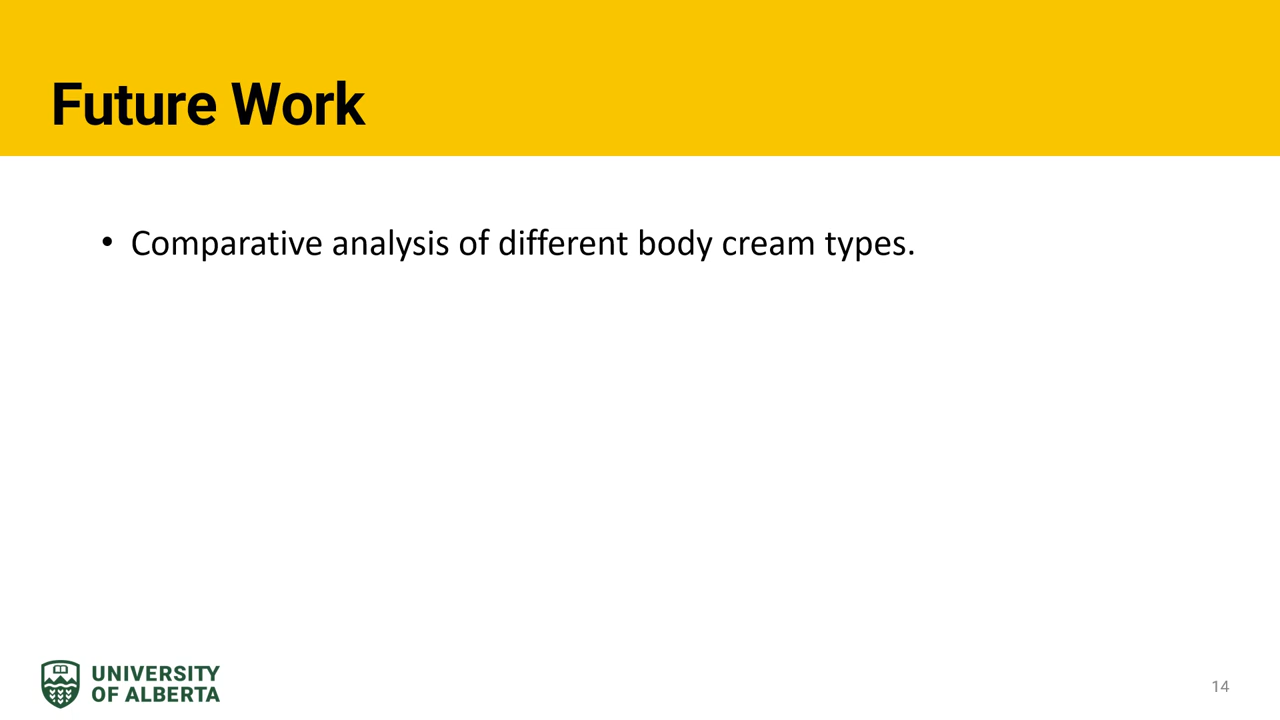 Future Work
• Comparative analysis of different body cream types.
UNIVERSITY
OF ALBERTA
14